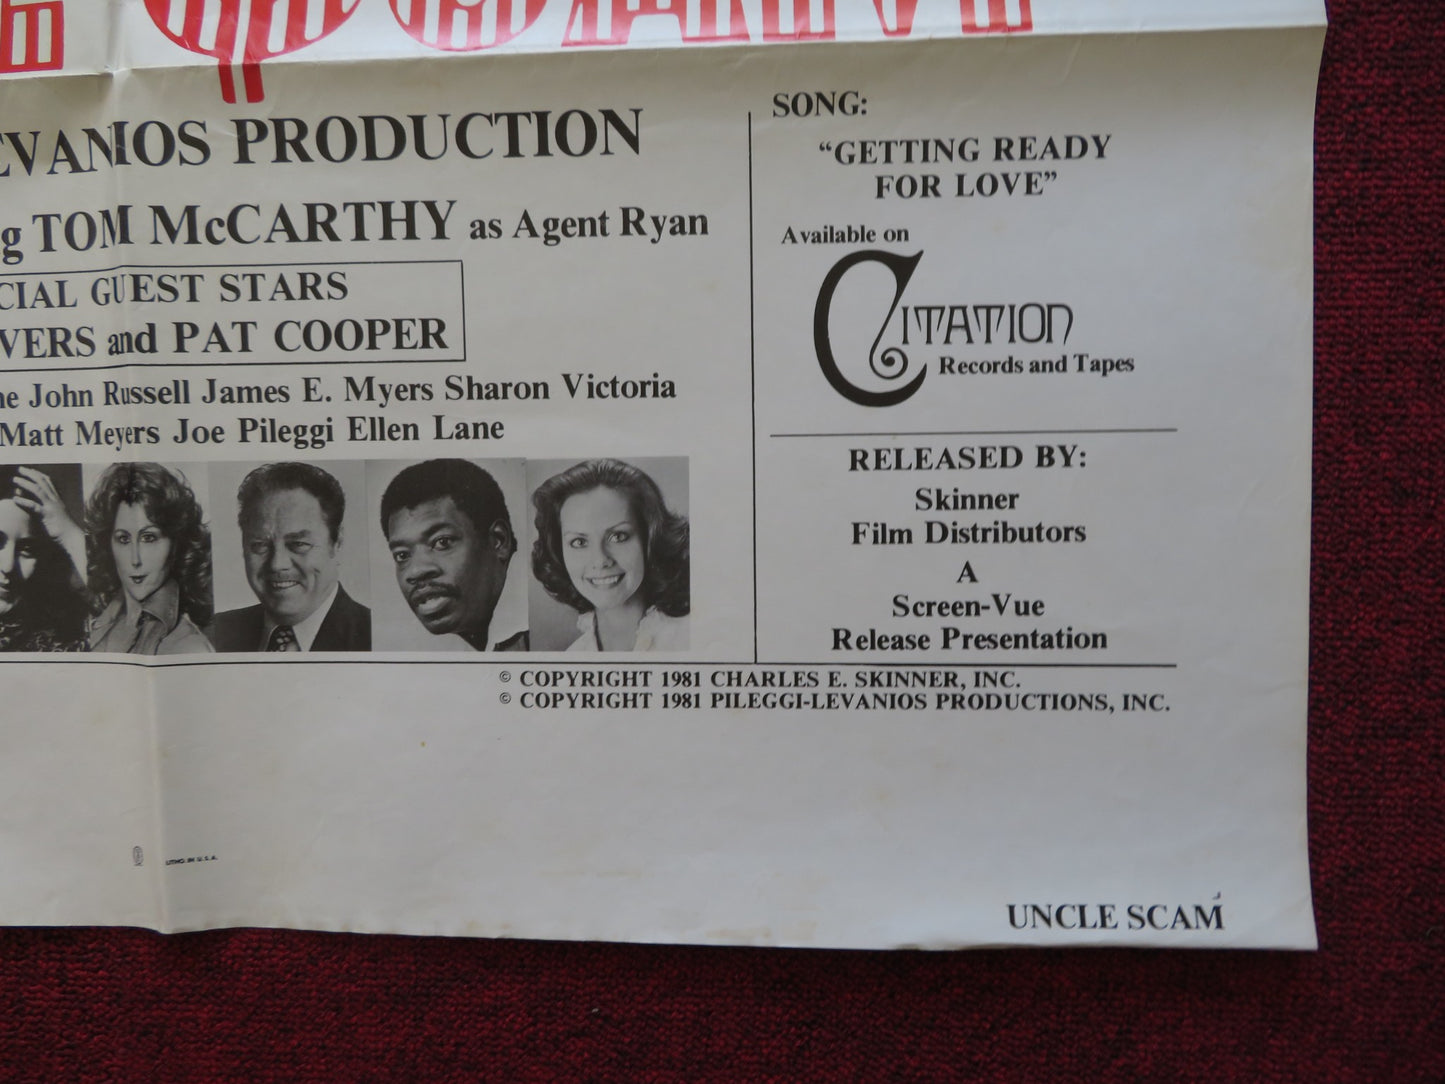 EVANIOS PRODUCTION
g TOM McCARTHY as Agent Ryan
CIAL GUEST STARS
VERS and PAT COOPER
ne John Russell James E. Myers Sharon Victoria
Matt Meyers Joe Pileggi Ellen Lane
SONG:
“GETTING READY
FOR LOVE”
Available on
CITATION
Records and Tapes
RELEASED BY:
Skinner
Film Distributors
A
Screen-Vue
Release Presentation
© COPYRIGHT 1981 CHARLES E. SKINNER, INC.
© COPYRIGHT 1981 PILEGGI-LEVANIOS PRODUCTIONS, INC.
LITHO. IN U.S.A.
UNCLE SCAM